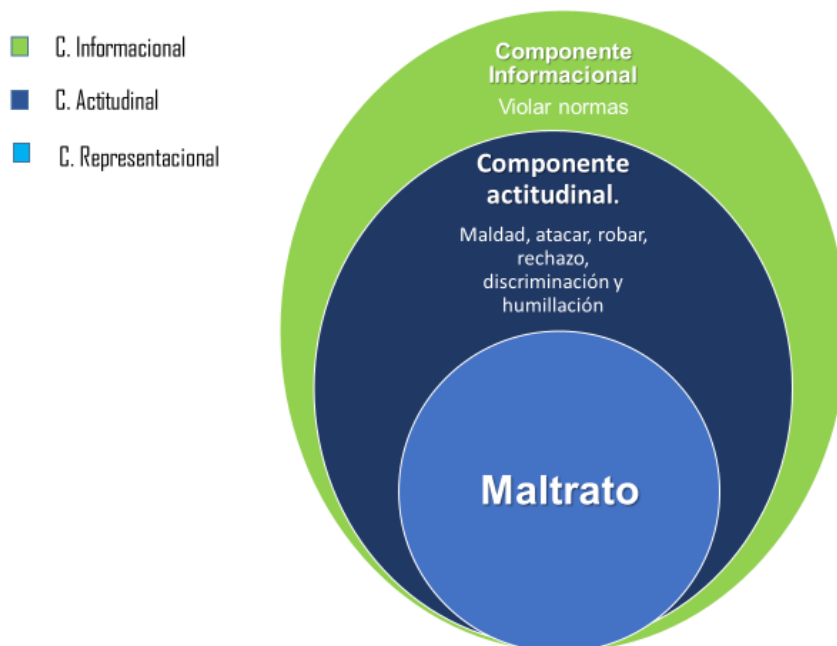 C. Informacional
C. Actitudinal
C. Representacional
Componente
Informacional
Violar normas
Componente
actitudinal.
Maldad, atacar, robar,
rechazo,
discriminación y
humillación
Maltrato